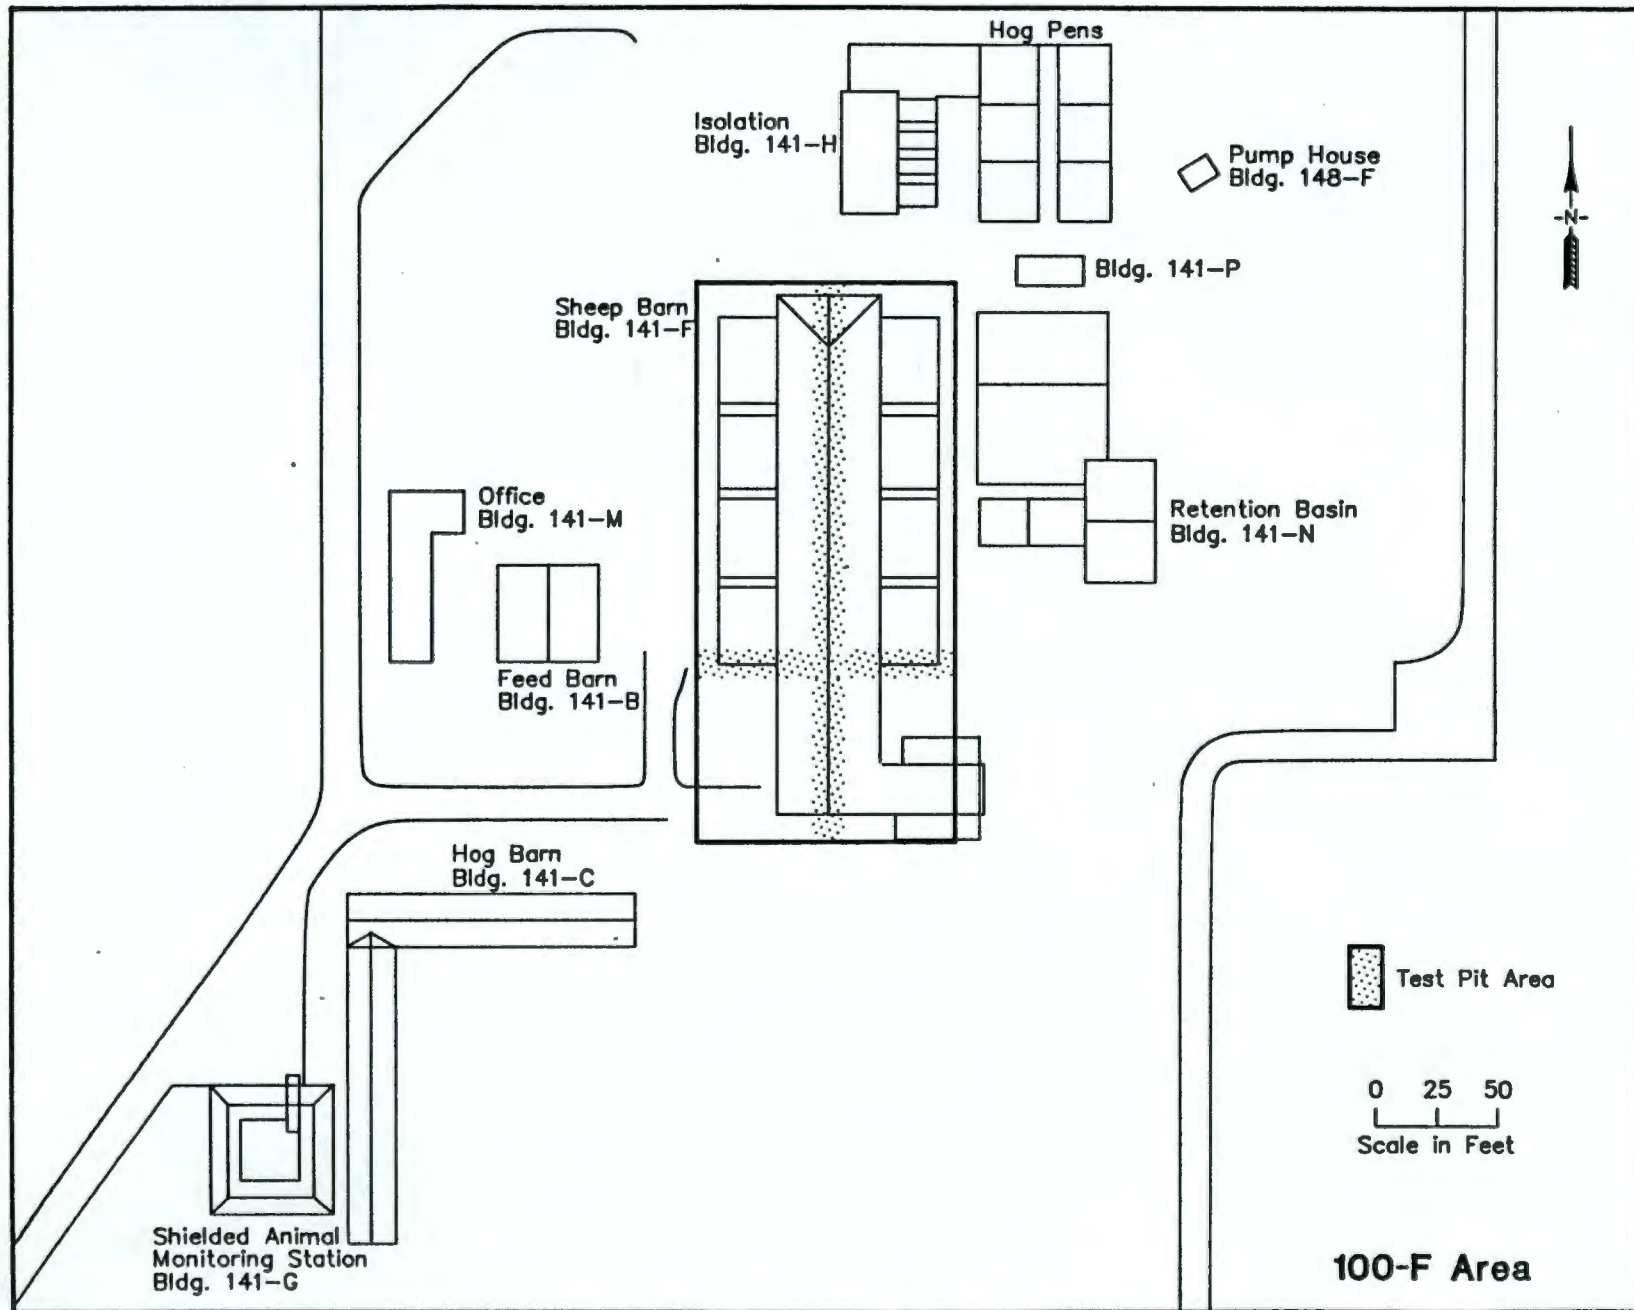 Hog Pens
Isolation
Bldg. 141-H
Pump House
Bldg. 148-F
-N-
Bldg. 141-P
Sheep Barn
Bldg. 141-F
Office
Bldg. 141-M
Retention Basin
Bldg. 141-N
Feed Barn
Bldg. 141-B
Hog Barn
Bldg. 141-C
Test Pit Area
0 25 50
Scale in Feet
Shielded Animal
Monitoring Station
Bldg. 141-G
100-F Area